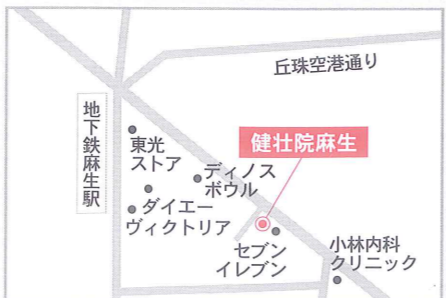 丘珠空港通り
地下鉄麻生駅
健壮院麻生
東光
ストア
ディノス
ボウル
ダイエー
ヴィクトリア
セブン
イレブン
小林内科
クリニック